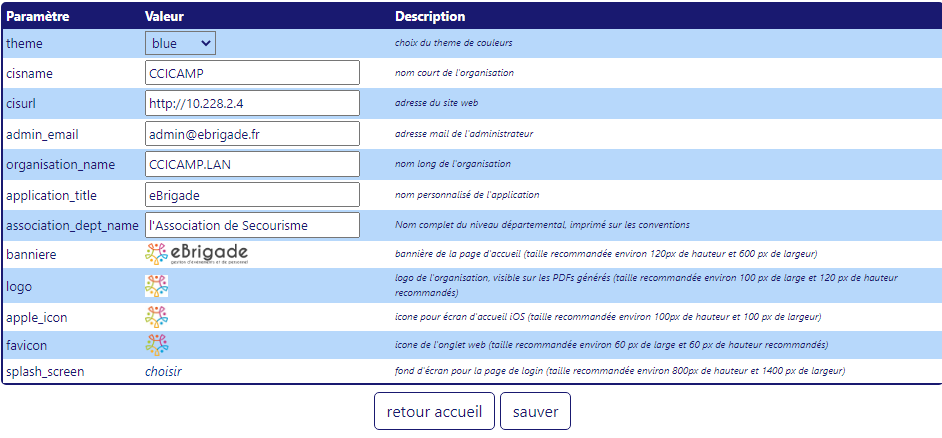 Paramètre Valeur Description
theme blue choix du theme de couleurs
cisname CCICAMP nom court de l'organisation
cisurl http://10.228.2.4 adresse du site web
admin_email admin@ebrigade.fr adresse mail de l'administrateur
organisation_name CCICAMP.LAN nom long de l'organisation
application_title eBrigade nom personnalisé de l'application
association_dept_name l'Association de Secourisme Nom complet du niveau départemental, imprimé sur les conventions
banniere eBrigade bannière de la page d'accueil (taille recommandée environ 120px de hauteur et 600 px de largeur)
gestion d'évènements et de personnel
logo logo de l'organisation, visible sur les PDFs générés (taille recommandée environ 100 px de large et 120 px de hauteur
recommandés)
apple_icon icone pour écran d'accueil iOS (taille recommandée environ 100px de hauteur et 100 px de largeur)
favicon icone de l'onglet web (taille recommandée environ 60 px de large et 60 px de hauteur recommandés)
splash_screen choisir fond d'écran pour la page de login (taille recommandée environ 800px de hauteur et 1400 px de largeur)
retour accueil sauver